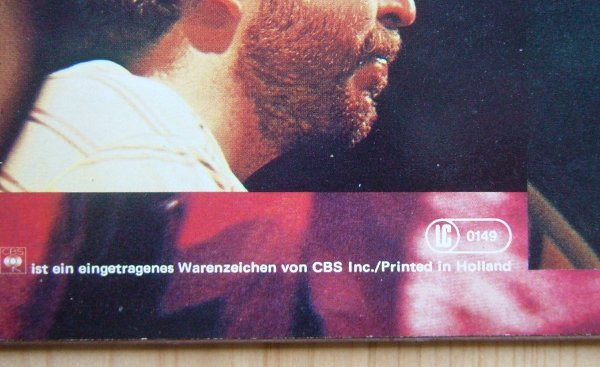 LC 0149
CBS
ist ein eingetragenes Warenzeichen von CBS Inc./Printed in Holland